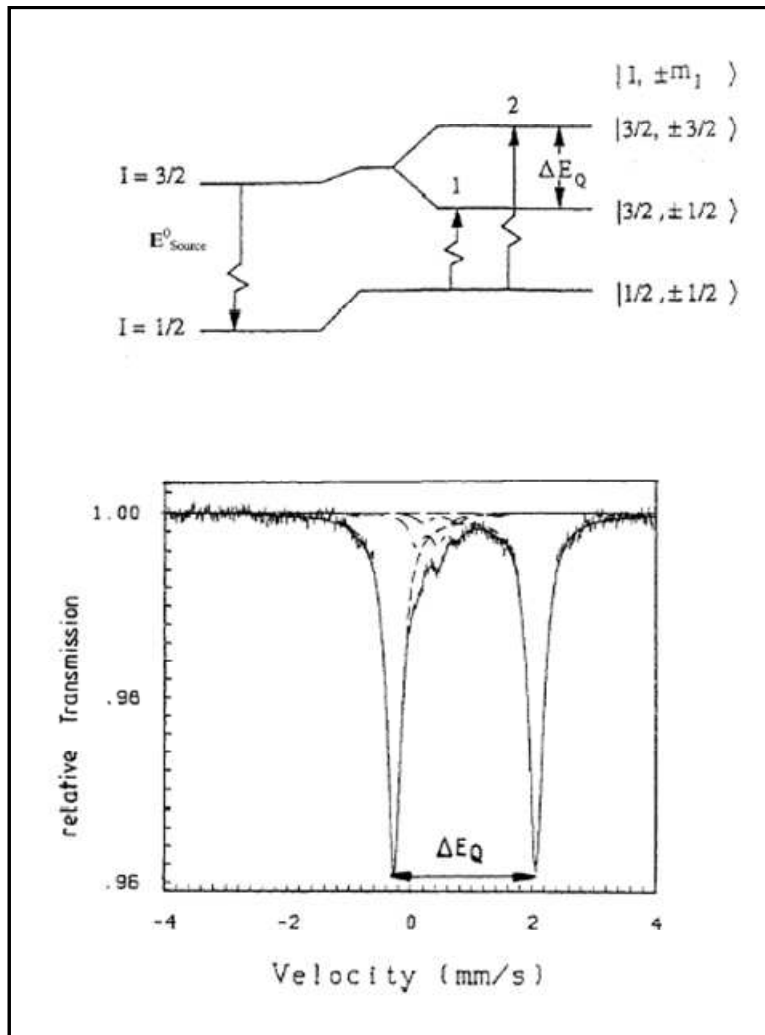 | I, ±m_I ⟩
2
|3/2, ±3/2 ⟩
I = 3/2
1
ΔE_Q
E⁰_Source
|3/2, ±1/2 ⟩
|1/2, ±1/2 ⟩
I = 1/2
1.00
.98
.96
relative Transmission
ΔE_Q
-4 -2 0 2 4
Velocity (mm/s)